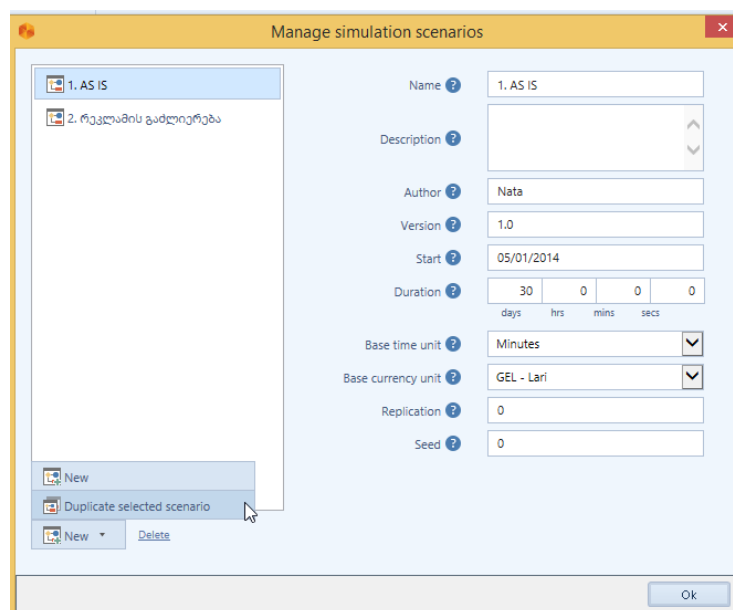 Manage simulation scenarios
1. AS IS
2. რეკლამის გაძლიერება
New
Duplicate selected scenario
New
Delete
Name
1. AS IS
Description
Author
Nata
Version
1.0
Start
05/01/2014
Duration
30 0 0 0
days hrs mins secs
Base time unit
Minutes
Base currency unit
GEL - Lari
Replication
0
Seed
0
Ok